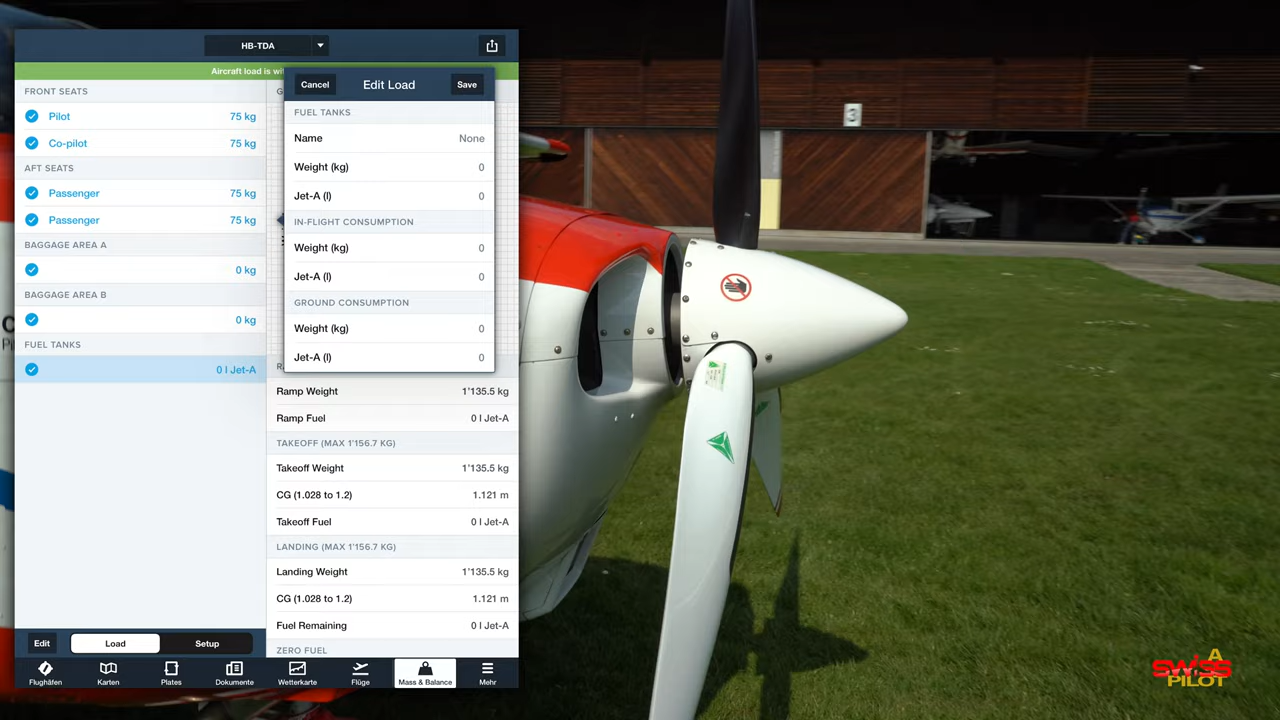 HB-TDA
Aircraft load is wi
FRONT SEATS
Pilot 75 kg
Co-pilot 75 kg
AFT SEATS
Passenger 75 kg
Passenger 75 kg
BAGGAGE AREA A
0 kg
BAGGAGE AREA B
0 kg
FUEL TANKS
0 l Jet-A
Edit
Load
Setup
Cancel
Edit Load
Save
FUEL TANKS
Name None
Weight (kg) 0
Jet-A (l) 0
IN-FLIGHT CONSUMPTION
Weight (kg) 0
Jet-A (l) 0
GROUND CONSUMPTION
Weight (kg) 0
Jet-A (l) 0
Ramp Weight 1'135.5 kg
Ramp Fuel 0 l Jet-A
TAKEOFF (MAX 1'156.7 KG)
Takeoff Weight 1'135.5 kg
CG (1.028 to 1.2) 1.121 m
Takeoff Fuel 0 l Jet-A
LANDING (MAX 1'156.7 KG)
Landing Weight 1'135.5 kg
CG (1.028 to 1.2) 1.121 m
Fuel Remaining 0 l Jet-A
ZERO FUEL
Flughäfen
Karten
Plates
Dokumente
Wetterkarte
Flüge
Mass & Balance
Mehr
3
A
SWISS
PILOT